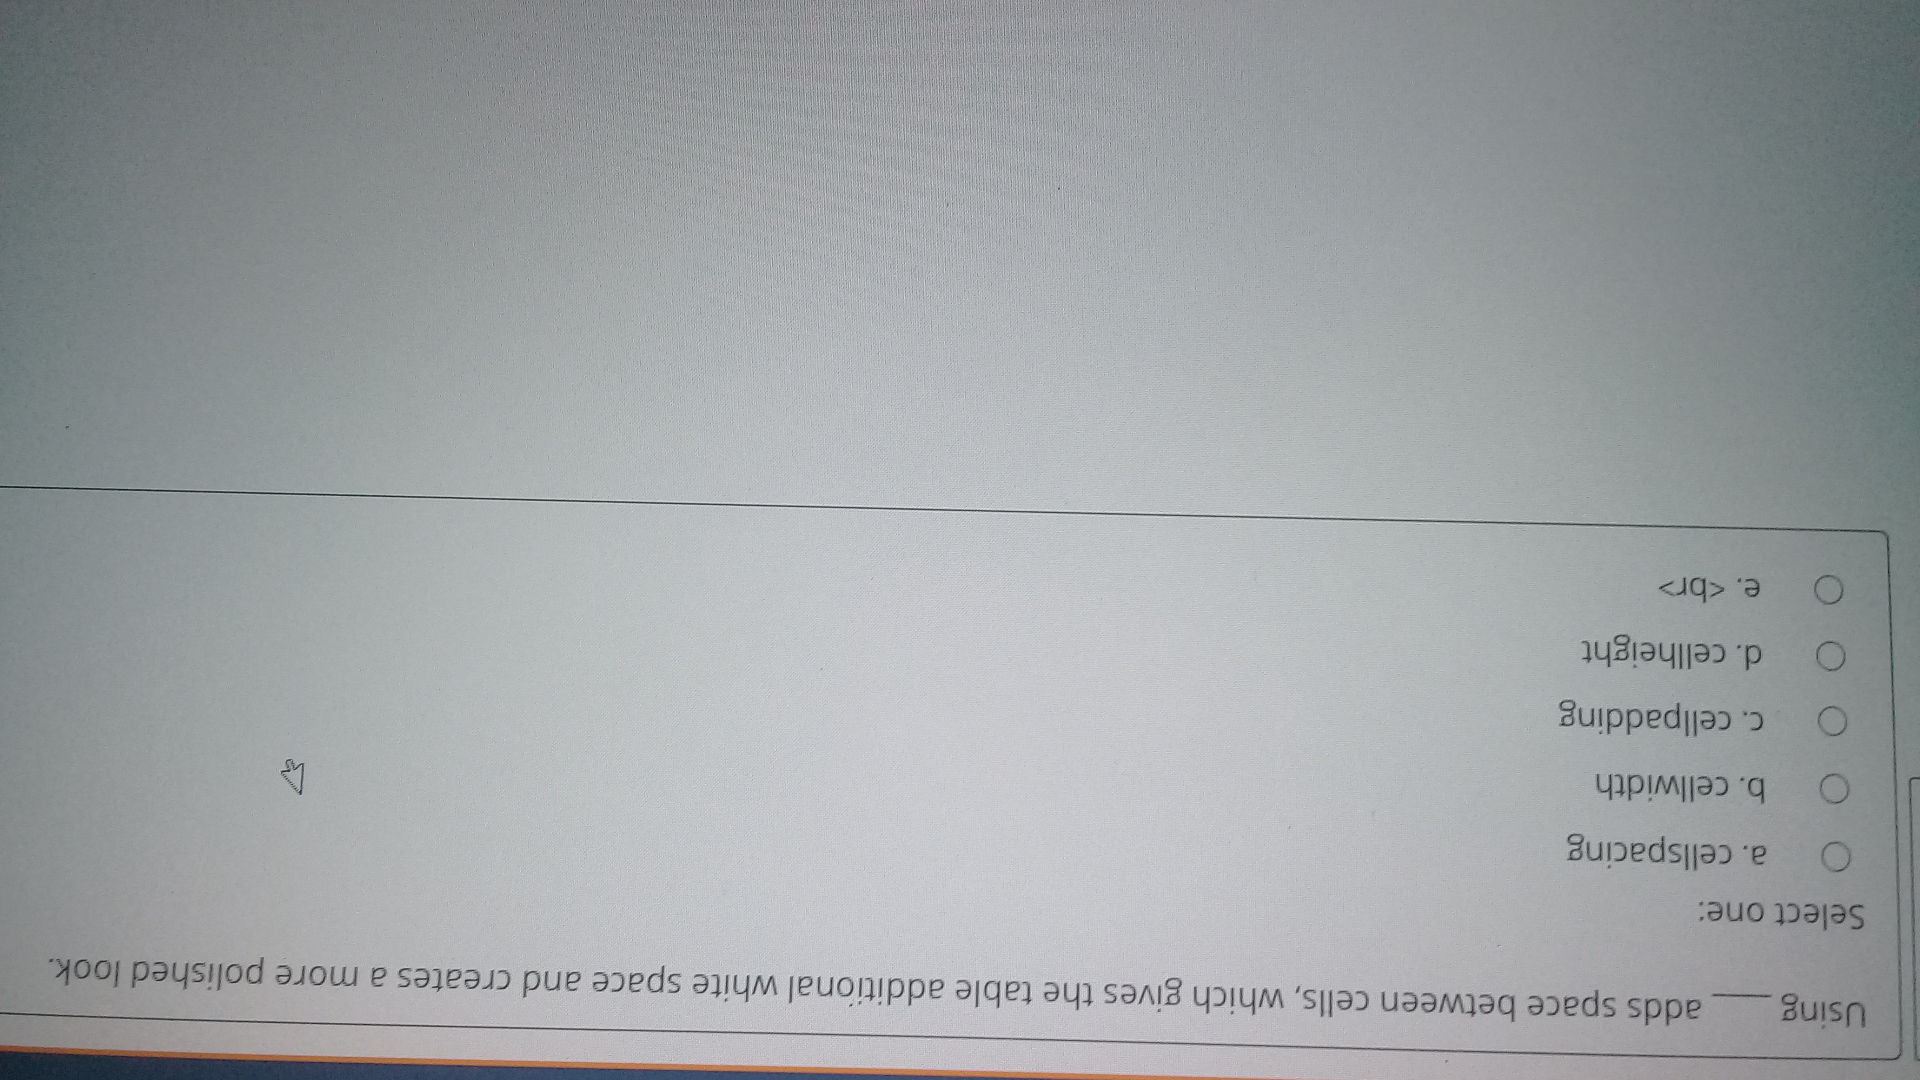 Using ___ adds space between cells, which gives the table additional white space and creates a more polished look.
Select one:
a. cellspacing
b. cellwidth
c. cellpadding
d. cellheight
e. <br>